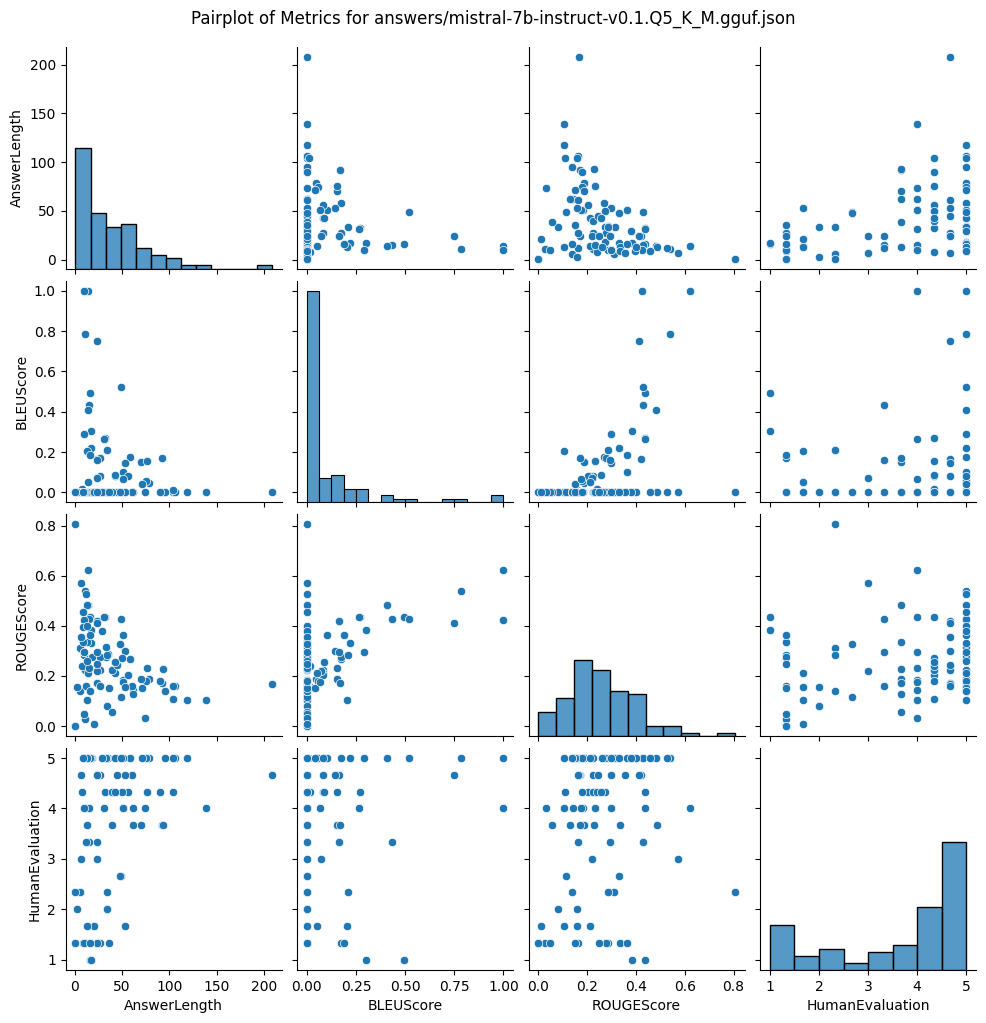 Pairplot of Metrics for answers/mistral-7b-instruct-v0.1.Q5_K_M.gguf.json
AnswerLength
200
150
100
50
0
BLEUScore
1.0
0.8
0.6
0.4
0.2
0.0
ROUGEScore
0.8
0.6
0.4
0.2
0.0
HumanEvaluation
5
4
3
2
1
0 50 100 150 200
0.00 0.25 0.50 0.75 1.00
0.0 0.2 0.4 0.6 0.8
1 2 3 4 5
AnswerLength BLEUScore ROUGEScore HumanEvaluation